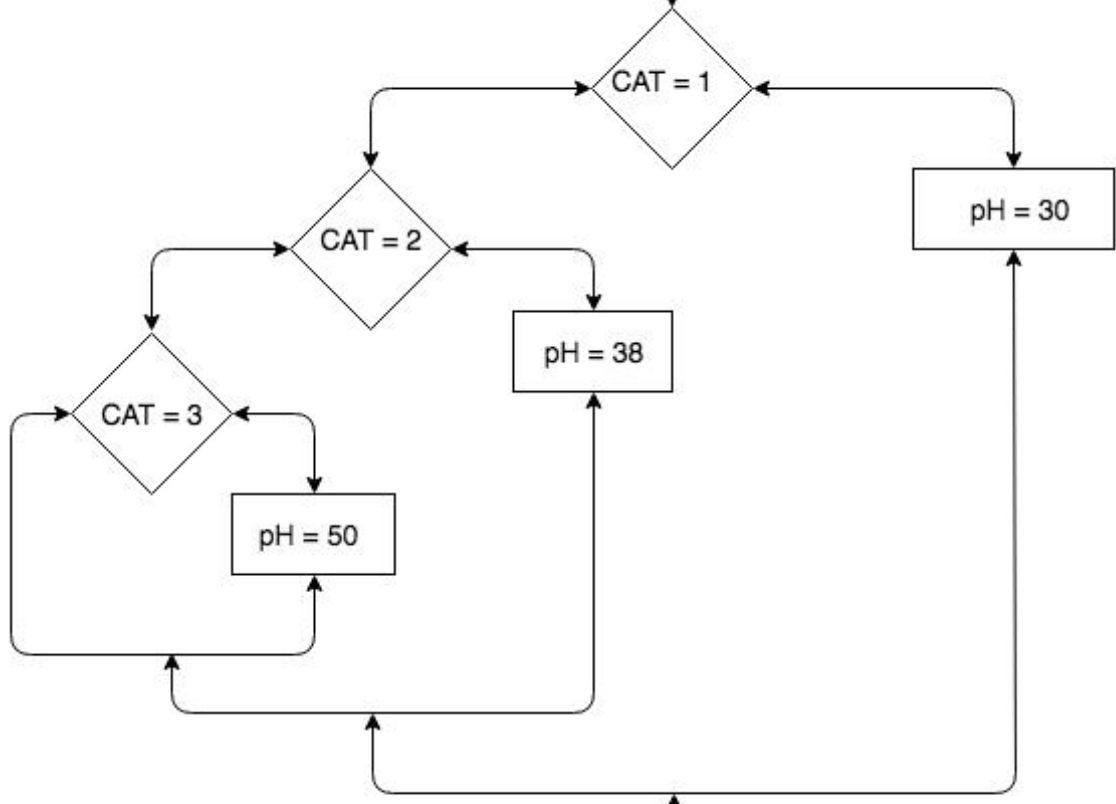 CAT = 1
pH = 30
CAT = 2
pH = 38
CAT = 3
pH = 50